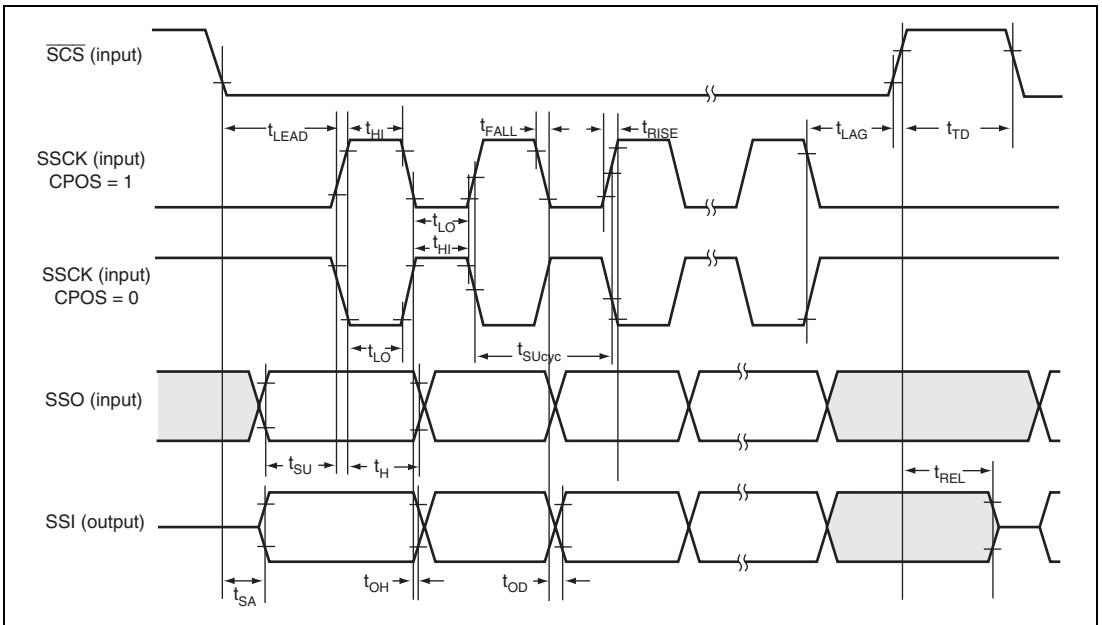 SCS (input)
tLEAD
tHI
tFALL
tRISE
tLAG
tTD
SSCK (input)
CPOS = 1
tLO
tHI
SSCK (input)
CPOS = 0
tLO
tSUcyc
SSO (input)
tSU
tH
tREL
SSI (output)
tSA
tOH
tOD